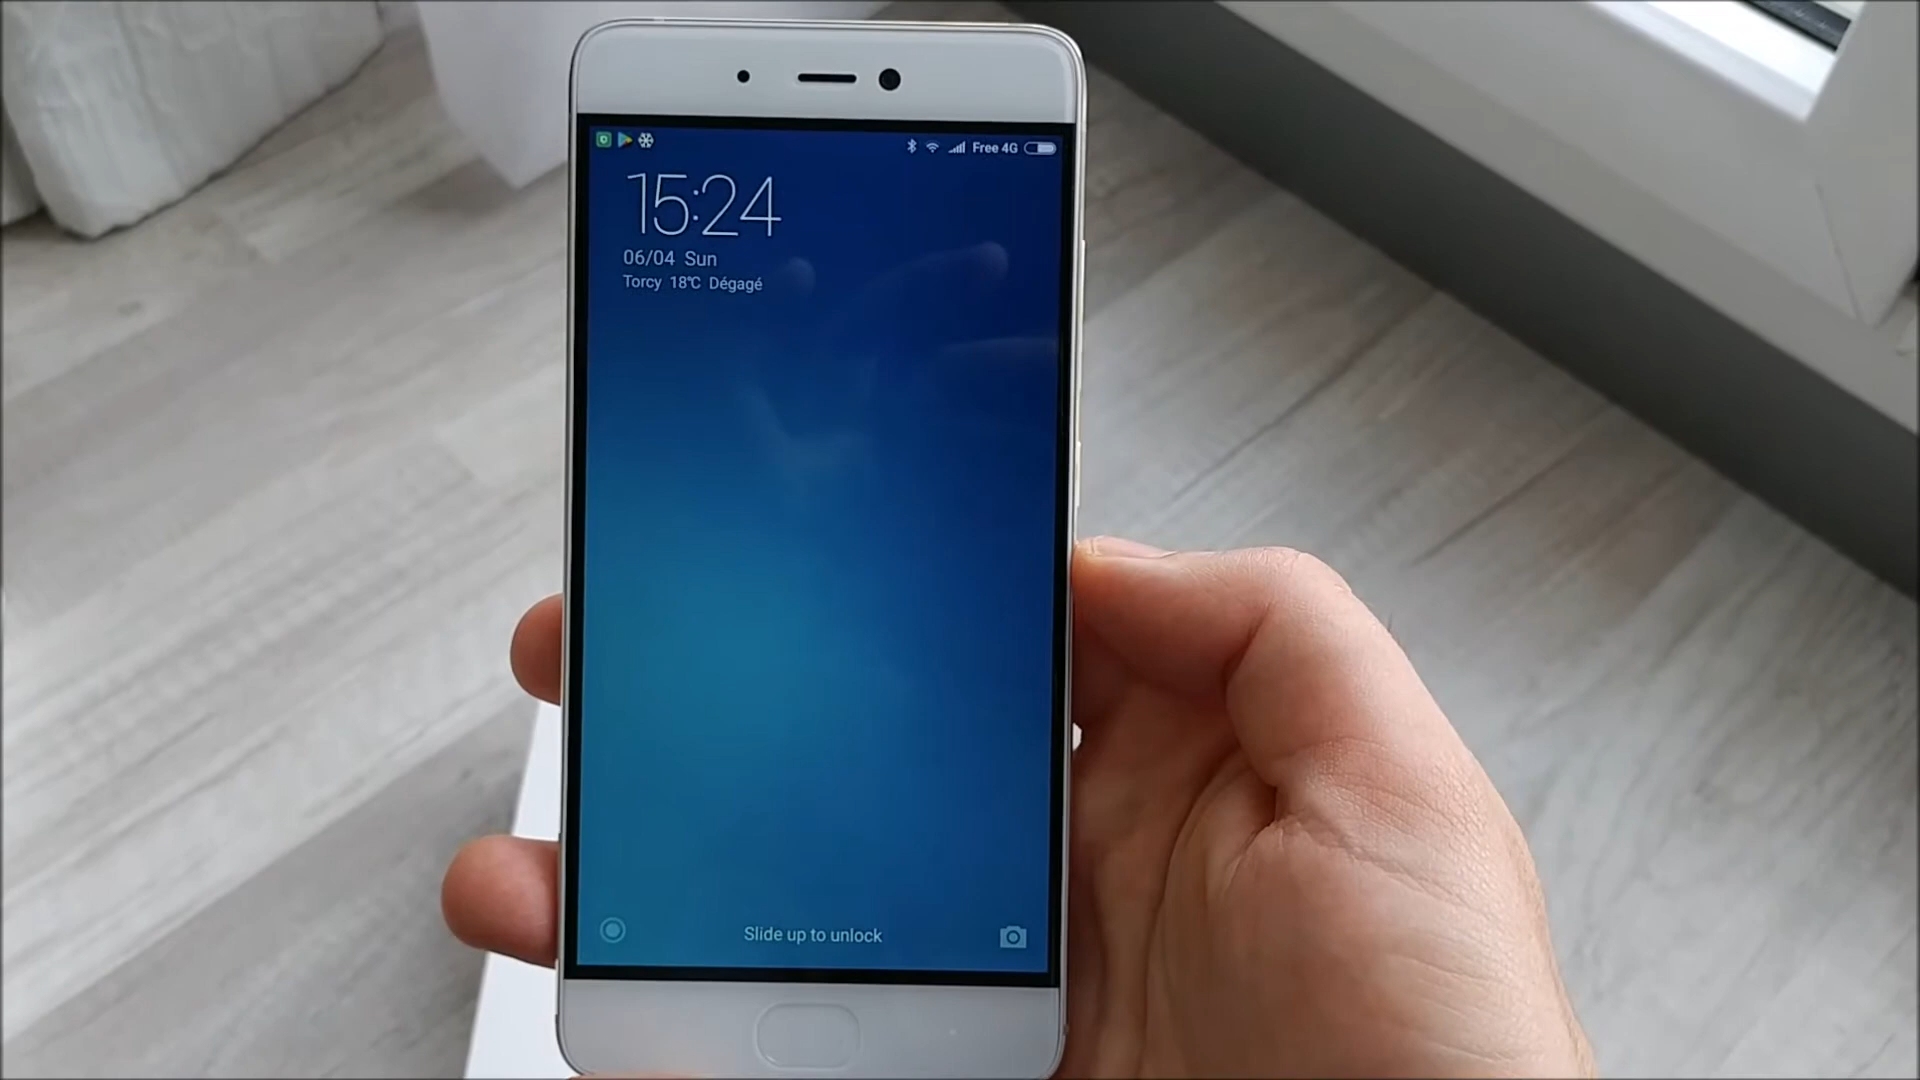 Free 4G
15:24
06/04 Sun
Torcy 18℃ Dégagé
Slide up to unlock